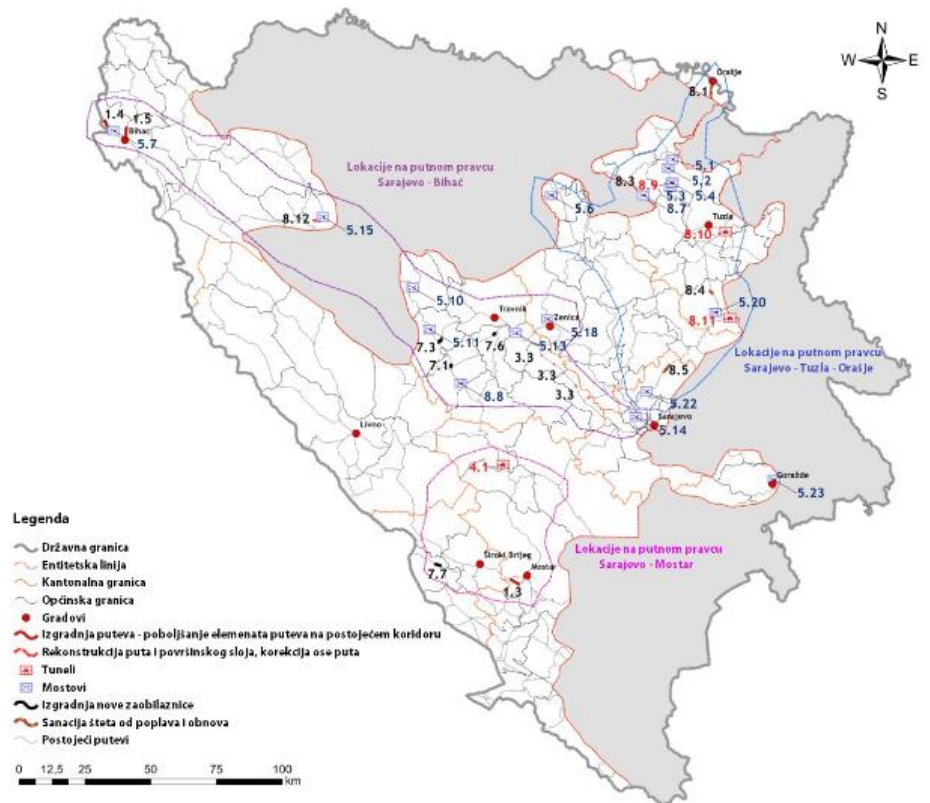 N
W E
S
Orašje
8.1
1.4
1.5
Bihać
5.7
Lokacije na putnom pravcu
Sarajevo - Bihać
8.3
8.9
5.1
5.2
5.3
5.4
8.7
5.6
Tuzla
8.10
8.12
5.15
8.4
5.20
8.11
5.10
Travnik
Zenica
5.18
7.3
5.11
7.6
5.13
3.3
7.1
3.3
3.3
8.8
8.5
Lokacije na putnom pravcu
Sarajevo - Tuzla - Orašje
5.22
Sarajevo
5.14
Livno
4.1
Goražde
5.23
Lokacije na putnom pravcu
Sarajevo - Mostar
Široki Brijeg
Mostar
7.7
1.3
Legenda
Državna granica
Entitetska linija
Kantonalna granica
Općinska granica
Gradovi
Izgradnja puteva - poboljšanje elemenata puteva na postojećem koridoru
Rekonstrukcija puta i površinskog sloja, korekcija ose puta
Tuneli
Mostovi
Izgradnja nove zaobilaznice
Sanacija šteta od poplava i obnova
Postojeći putevi
0 12,5 25 50 75 100
km